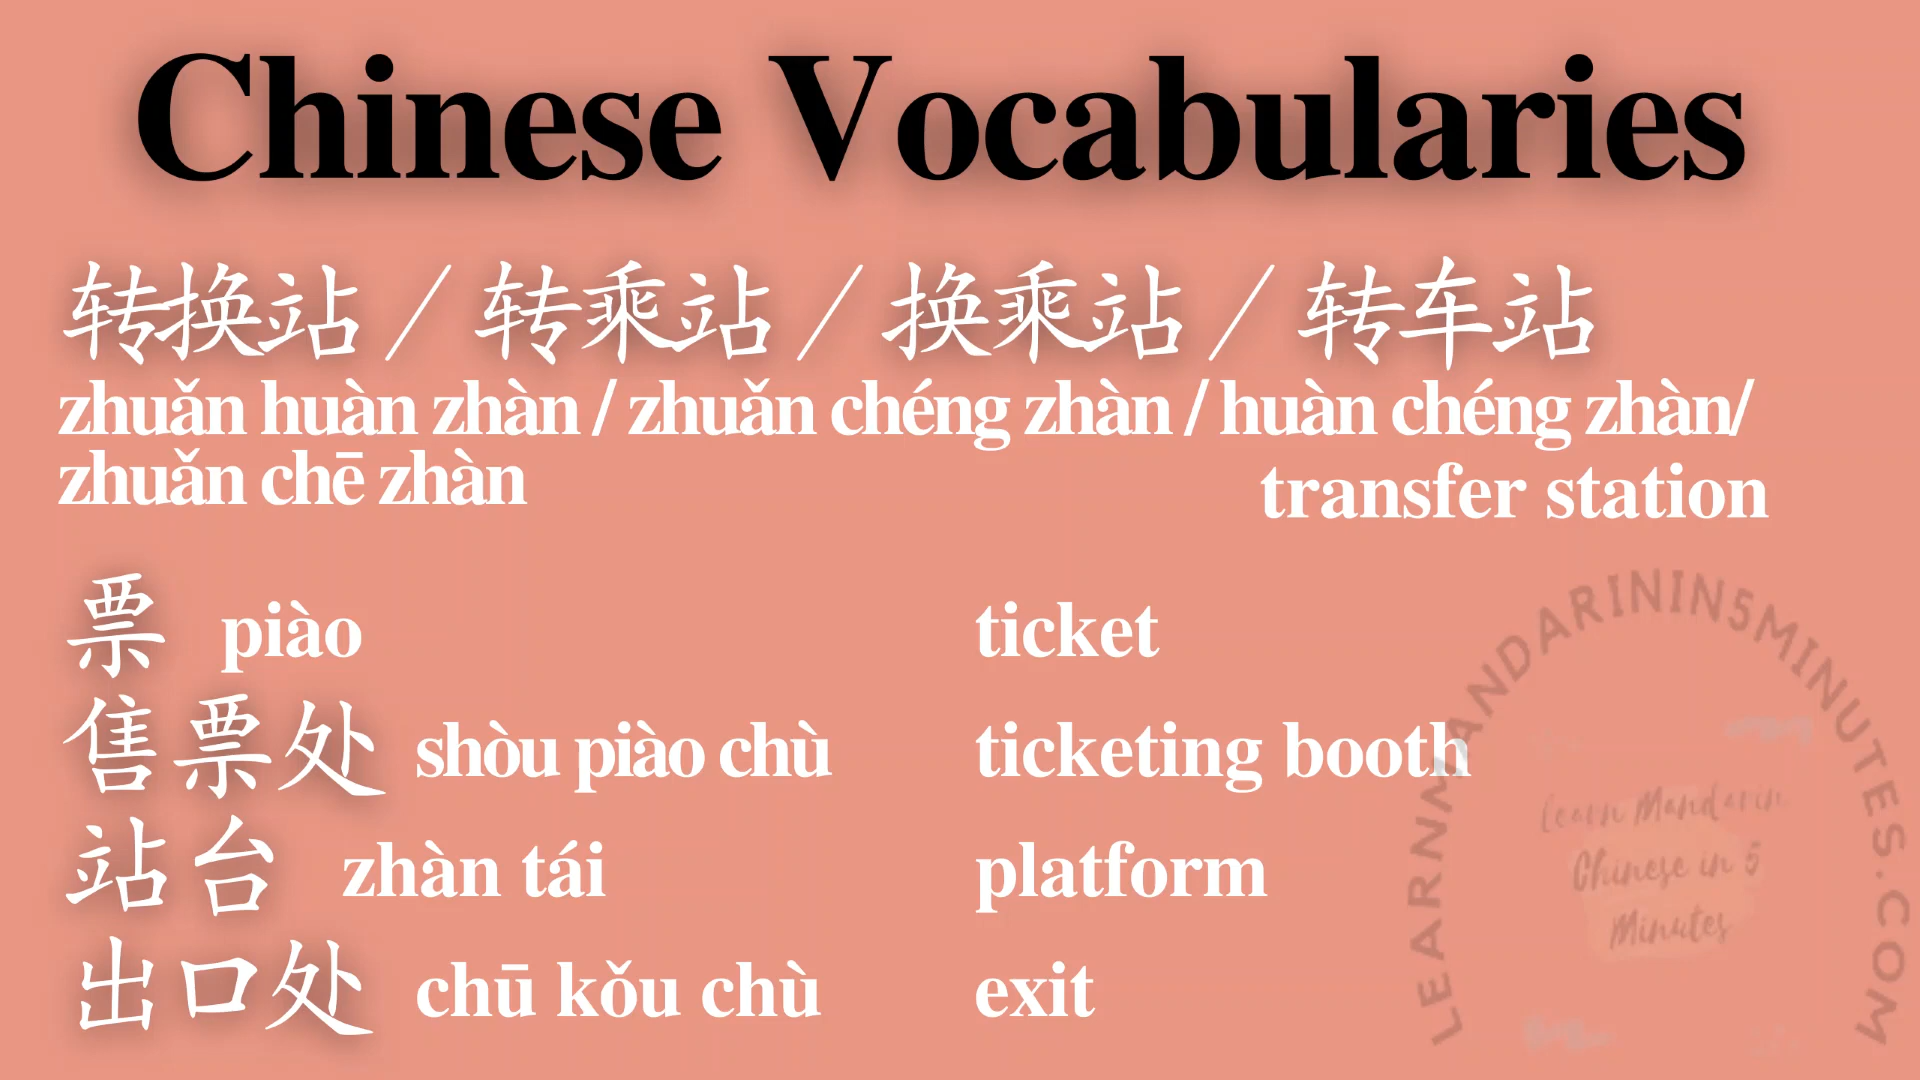 Chinese Vocabularies
转换站／转乘站／换乘站／转车站
zhuǎn huàn zhàn / zhuǎn chéng zhàn / huàn chéng zhàn/
zhuǎn chē zhàn
transfer station
票 piào ticket
售票处 shòu piào chù ticketing booth
站台 zhàn tái platform
出口处 chū kǒu chù exit
LEARNMANDARININ5MINUTES.COM
Learn Mandarin
Chinese in 5
Minutes